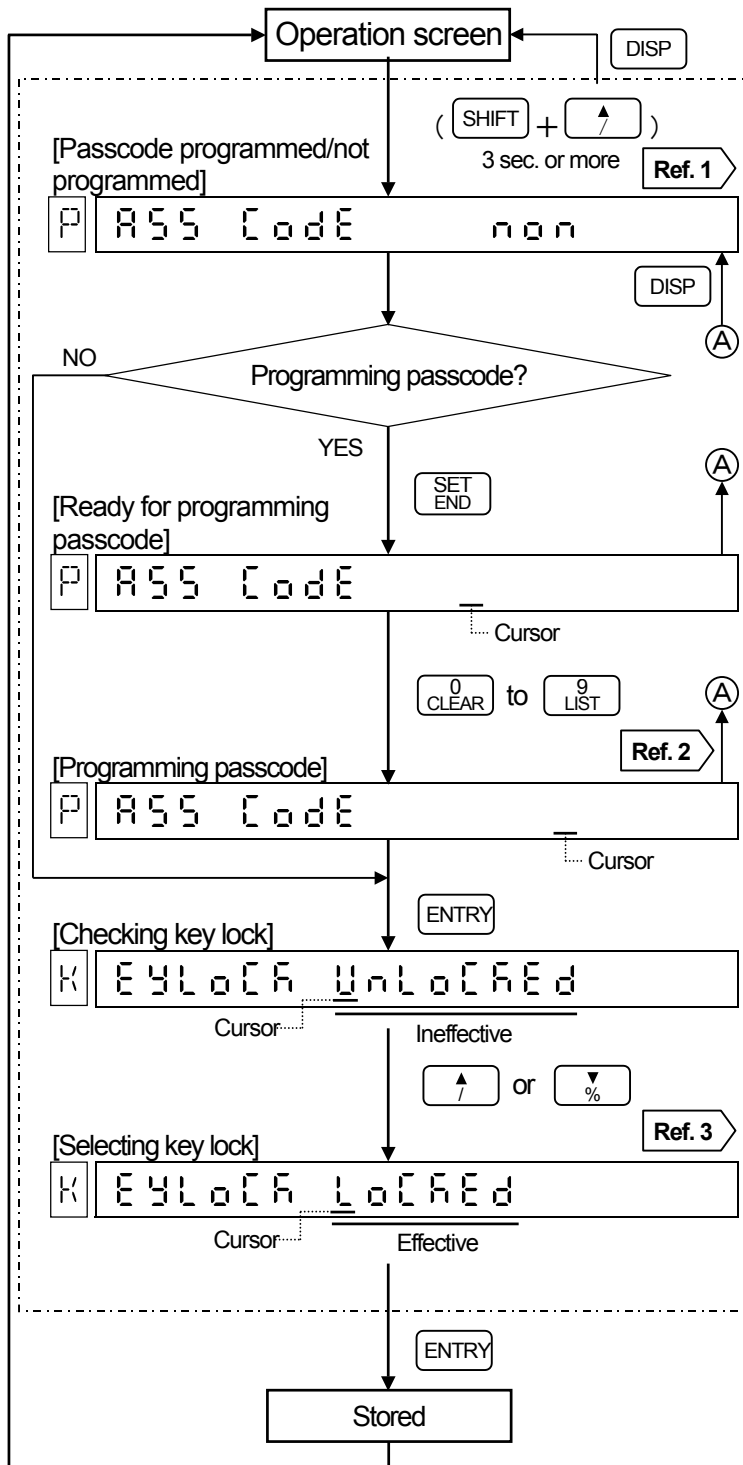 Operation screen
DISP
( SHIFT + ▲ / )
3 sec. or more
Ref. 1
[Passcode programmed/not
programmed]
P ASS CodE non
DISP
A
NO
Programming passcode?
YES
SET
END
A
[Ready for programming
passcode]
P ASS CodE
Cursor
0
CLEAR
to
9
LIST
A
Ref. 2
[Programming passcode]
P ASS CodE
Cursor
ENTRY
[Checking key lock]
K EYLoCK UnLoCKEd
Cursor
Ineffective
▲
/
or
▼
%
Ref. 3
[Selecting key lock]
K EYLoCK LoCKEd
Cursor
Effective
ENTRY
Stored